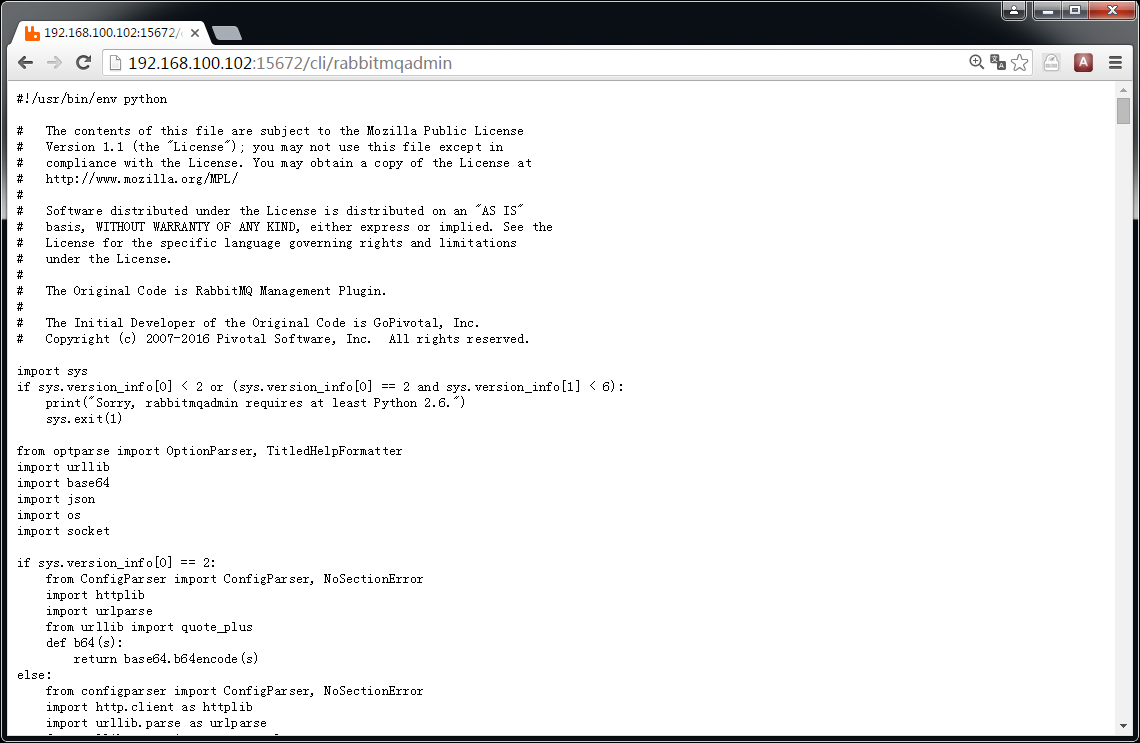 192.168.100.102:15672/c
192.168.100.102:15672/cli/rabbitmqadmin
A
#!/usr/bin/env python
#   The contents of this file are subject to the Mozilla Public License
#   Version 1.1 (the "License"); you may not use this file except in
#   compliance with the License. You may obtain a copy of the License at
#   http://www.mozilla.org/MPL/
#
#   Software distributed under the License is distributed on an "AS IS"
#   basis, WITHOUT WARRANTY OF ANY KIND, either express or implied. See the
#   License for the specific language governing rights and limitations
#   under the License.
#
#   The Original Code is RabbitMQ Management Plugin.
#
#   The Initial Developer of the Original Code is GoPivotal, Inc.
#   Copyright (c) 2007-2016 Pivotal Software, Inc.  All rights reserved.
import sys
if sys.version_info[0] < 2 or (sys.version_info[0] == 2 and sys.version_info[1] < 6):
    print("Sorry, rabbitmqadmin requires at least Python 2.6.")
    sys.exit(1)
from optparse import OptionParser, TitledHelpFormatter
import urllib
import base64
import json
import os
import socket
if sys.version_info[0] == 2:
    from ConfigParser import ConfigParser, NoSectionError
    import httplib
    import urlparse
    from urllib import quote_plus
    def b64(s):
        return base64.b64encode(s)
else:
    from configparser import ConfigParser, NoSectionError
    import http.client as httplib
    import urllib.parse as urlparse